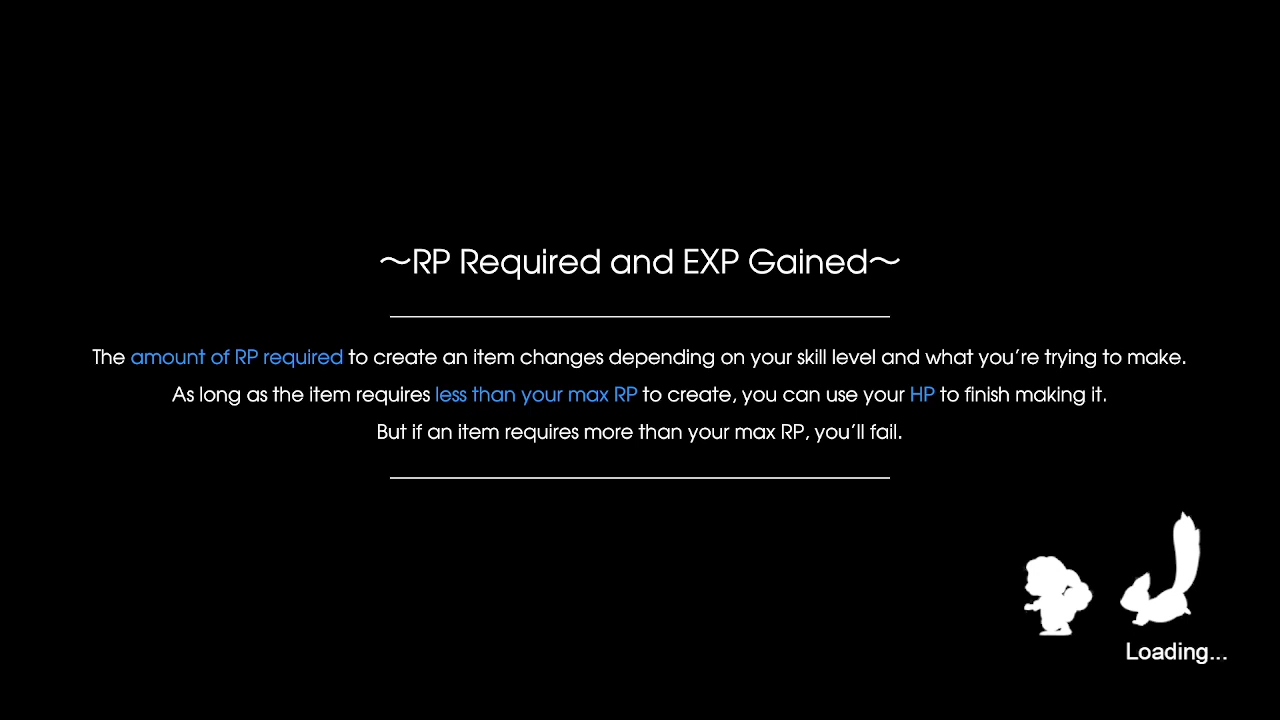 ～RP Required and EXP Gained～
The amount of RP required to create an item changes depending on your skill level and what you're trying to make.
As long as the item requires less than your max RP to create, you can use your HP to finish making it.
But if an item requires more than your max RP, you'll fail.
Loading...